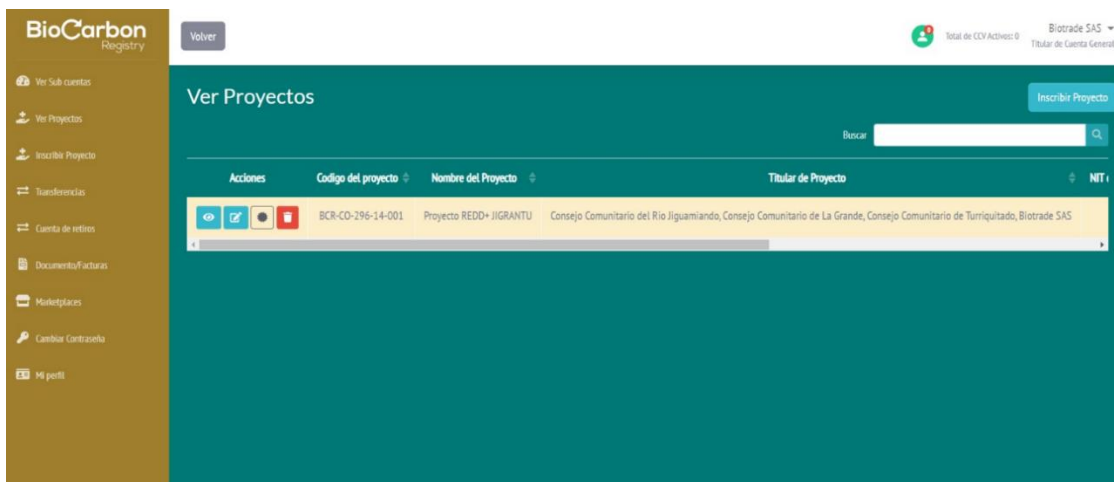 BioCarbon
Registry
Volver
Total de CCV Activos: 0
Biotrade SAS
Titular de Cuenta General
Ver Sub cuentas
Ver Proyectos
Inscribir Proyecto
Transferencias
Cuenta de retiros
Documento/Facturas
Marketplaces
Cambiar Contraseña
Mi perfil
Ver Proyectos
Inscribir Proyecto
Buscar
Acciones Codigo del proyecto Nombre del Proyecto Titular de Proyecto NIT
BCR-CO-296-14-001 Proyecto REDD+ JIGRANTU Consejo Comunitario del Rio Jiguamiando, Consejo Comunitario de La Grande, Consejo Comunitario de Turriquitado, Biotrade SAS